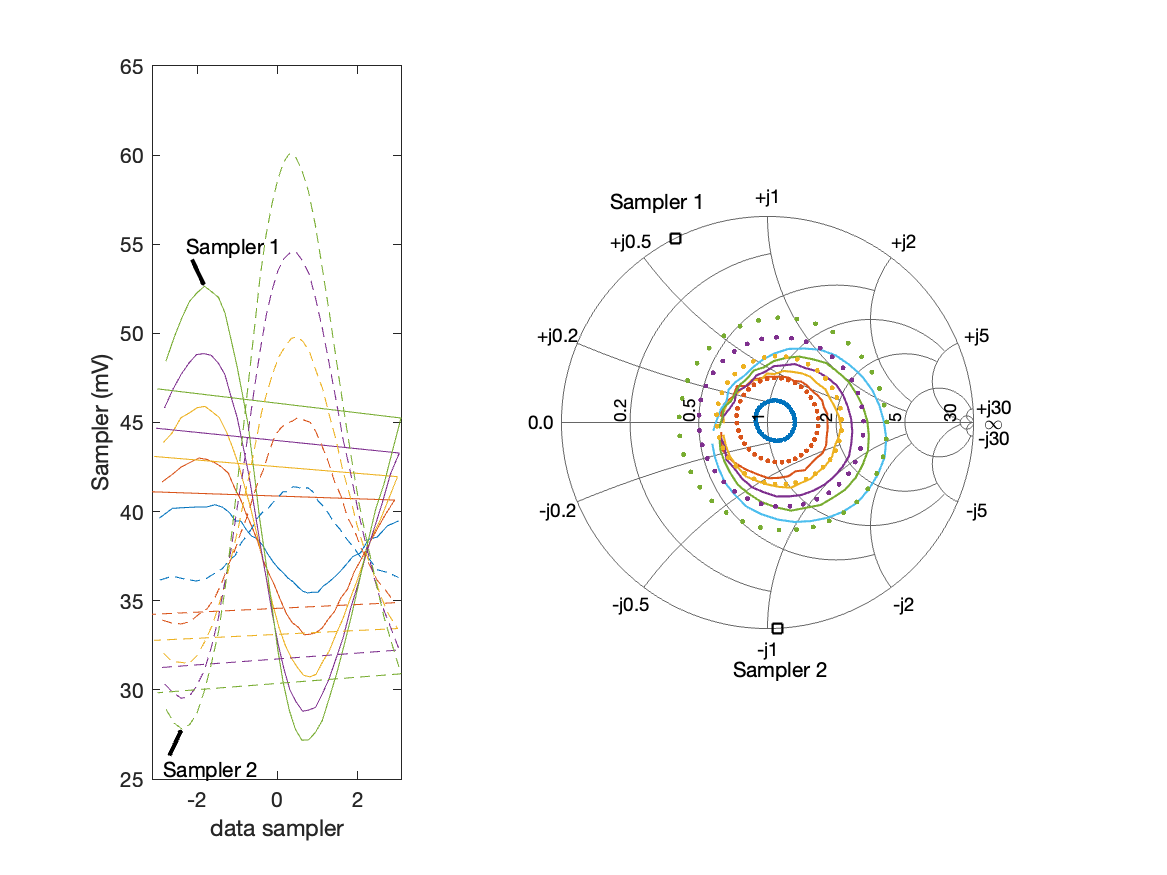 65
60
55
50
45
40
35
30
25
Sampler (mV)
Sampler 1
Sampler 2
-2
0
2
data sampler
Sampler 1
+j1
+j0.5
+j2
+j0.2
+j5
0.0
0.2
0.5
1
2
5
30
+j30
∞
-j30
-j0.2
-j5
-j0.5
-j2
-j1
Sampler 2